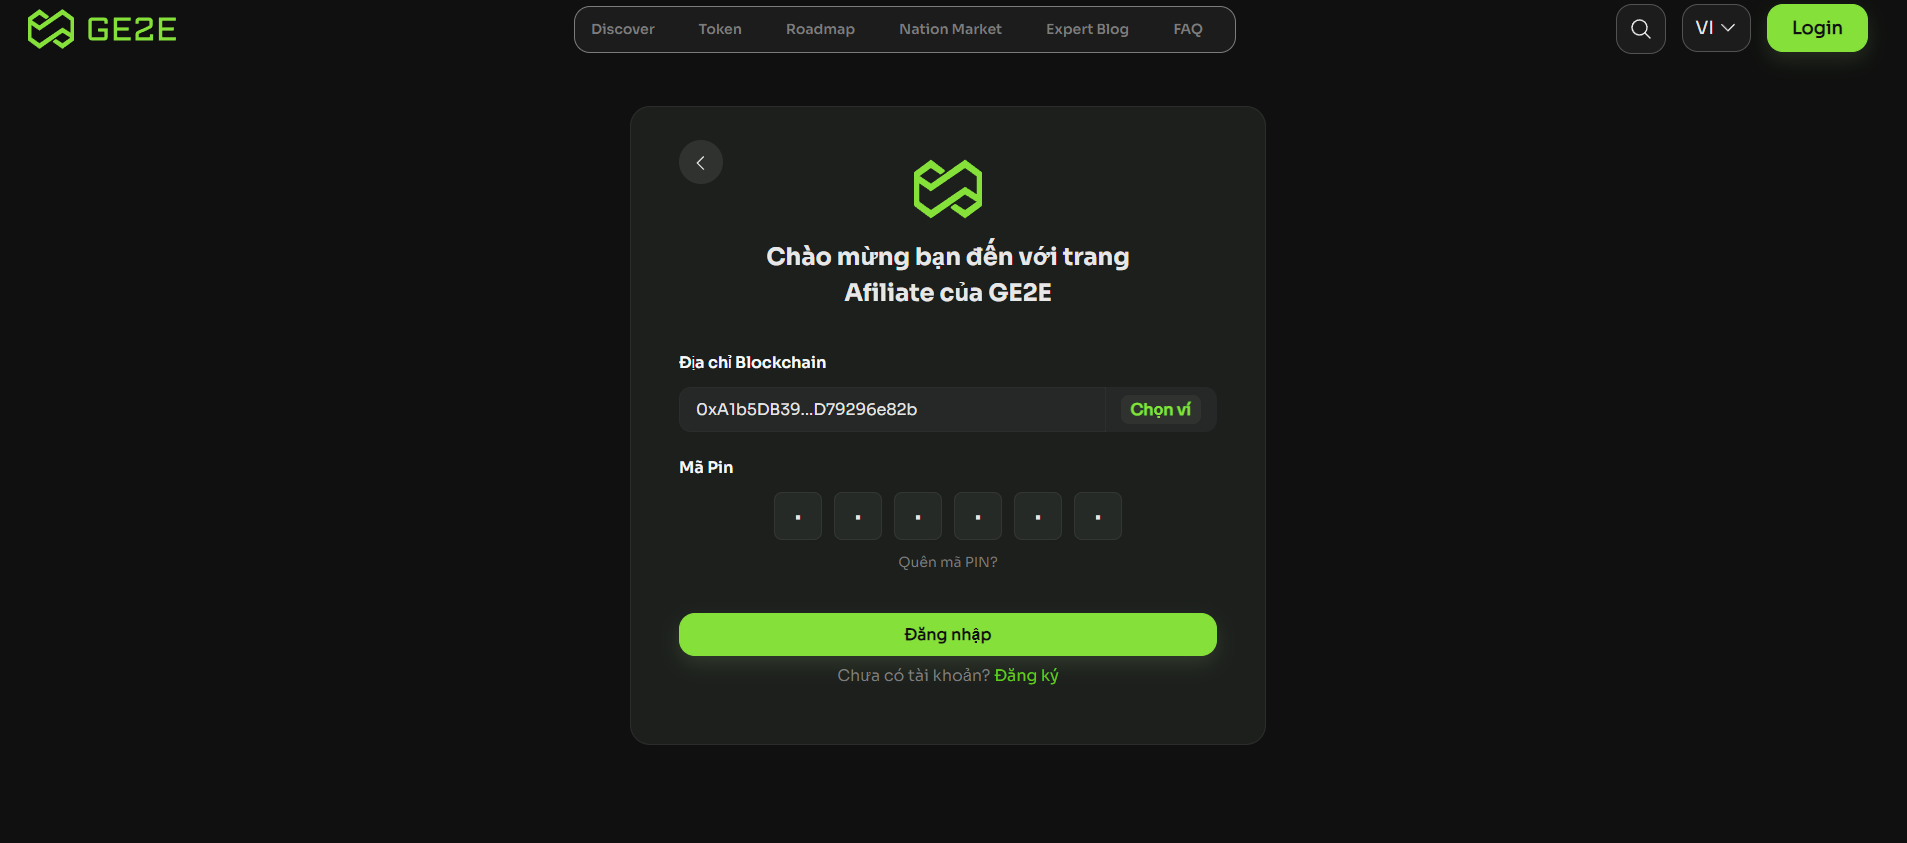 GE2E
Discover Token Roadmap Nation Market Expert Blog FAQ
VI
Login
Chào mừng bạn đến với trang
Afiliate của GE2E
Địa chỉ Blockchain
0xA1b5DB39...D79296e82b
Chọn ví
Mã Pin
Quên mã PIN?
Đăng nhập
Chưa có tài khoản? Đăng ký